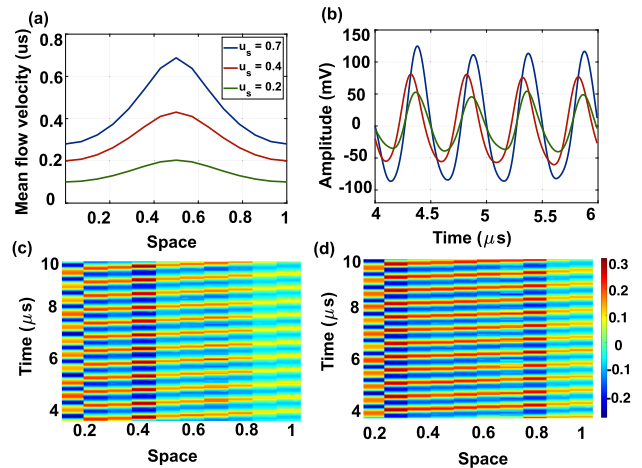 (a)
(b)
Mean flow velocity (us)
0.8
0.6
0.4
0.2
0
u_s = 0.7
u_s = 0.4
u_s = 0.2
0.2 0.4 0.6 0.8 1
Space
Amplitude (mV)
150
100
50
0
-50
-100
4 4.5 5 5.5 6
Time (μs)
(c)
(d)
Time (μs)
10
8
6
4
0.2 0.4 0.6 0.8 1
Space
Time (μs)
10
8
6
4
0.2 0.4 0.6 0.8 1
Space
0.3
0.2
0.1
0
-0.1
-0.2